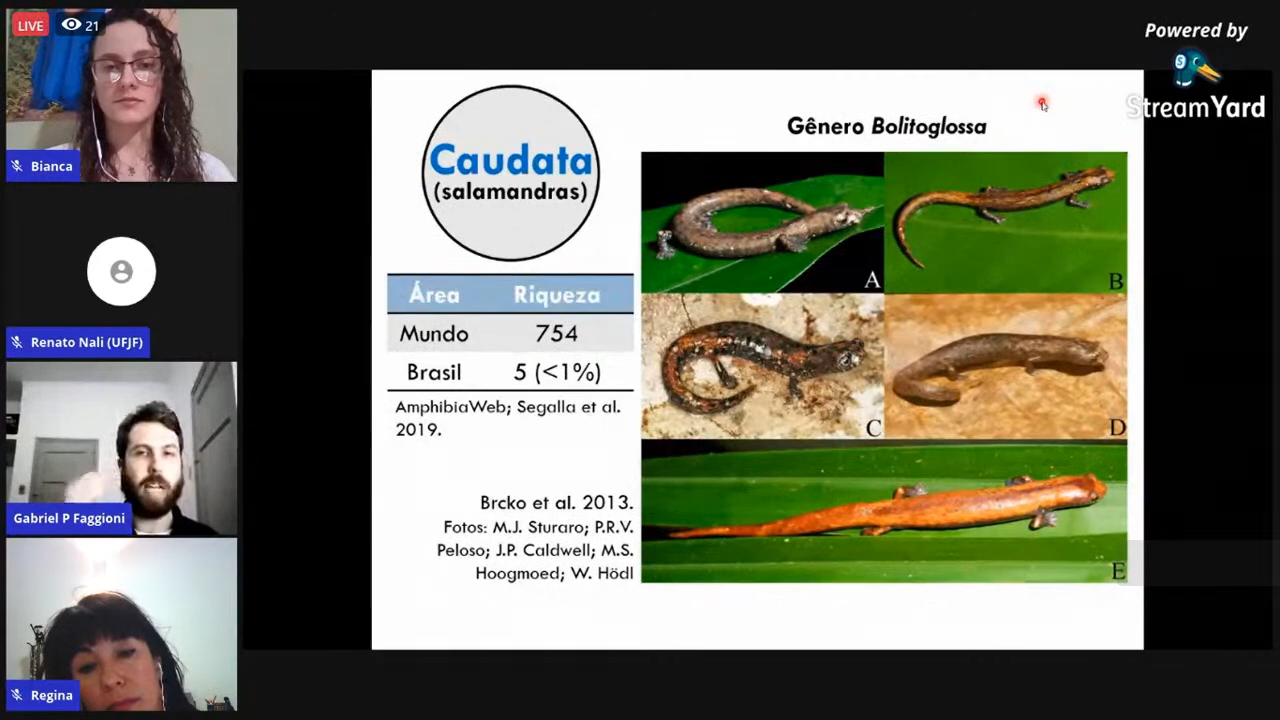 LIVE 21
Bianca
Renato Nali (UFJF)
Gabriel P Faggioni
Regina
Caudata
(salamandras)
Área Riqueza
Mundo 754
Brasil 5 (<1%)
AmphibiaWeb; Segalla et al.
2019.
Brcko et al. 2013.
Fotos: M.J. Sturaro; P.R.V.
Peloso; J.P. Caldwell; M.S.
Hoogmoed; W. Hödl
Gênero Bolitoglossa
A
B
C
D
E
Powered by
S
StreamYard